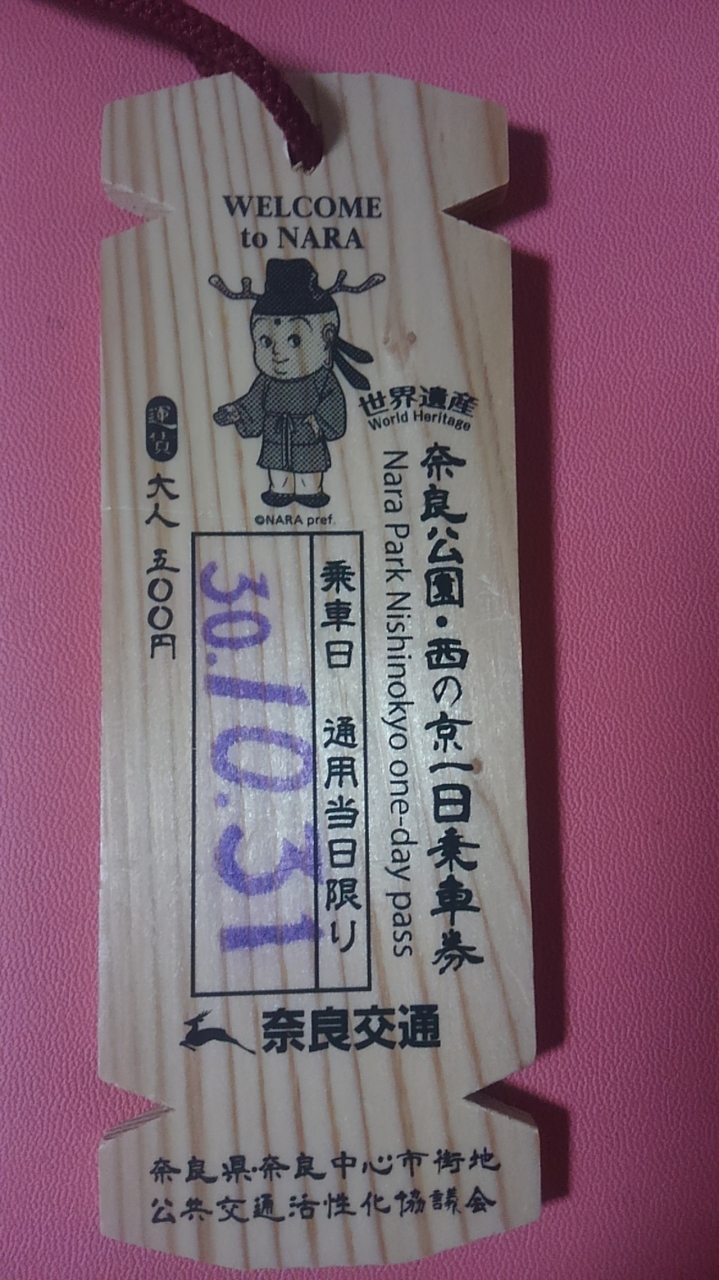 WELCOME
to NARA
世界遺産
World Heritage
奈良公園・西の京一日乗車券
Nara Park Nishinokyo one-day pass
©NARA pref.
乗車日 通用当日限り
30.10.31
運賃 大人 五〇〇円
奈良交通
奈良県・奈良中心市街地
公共交通活性化協議会